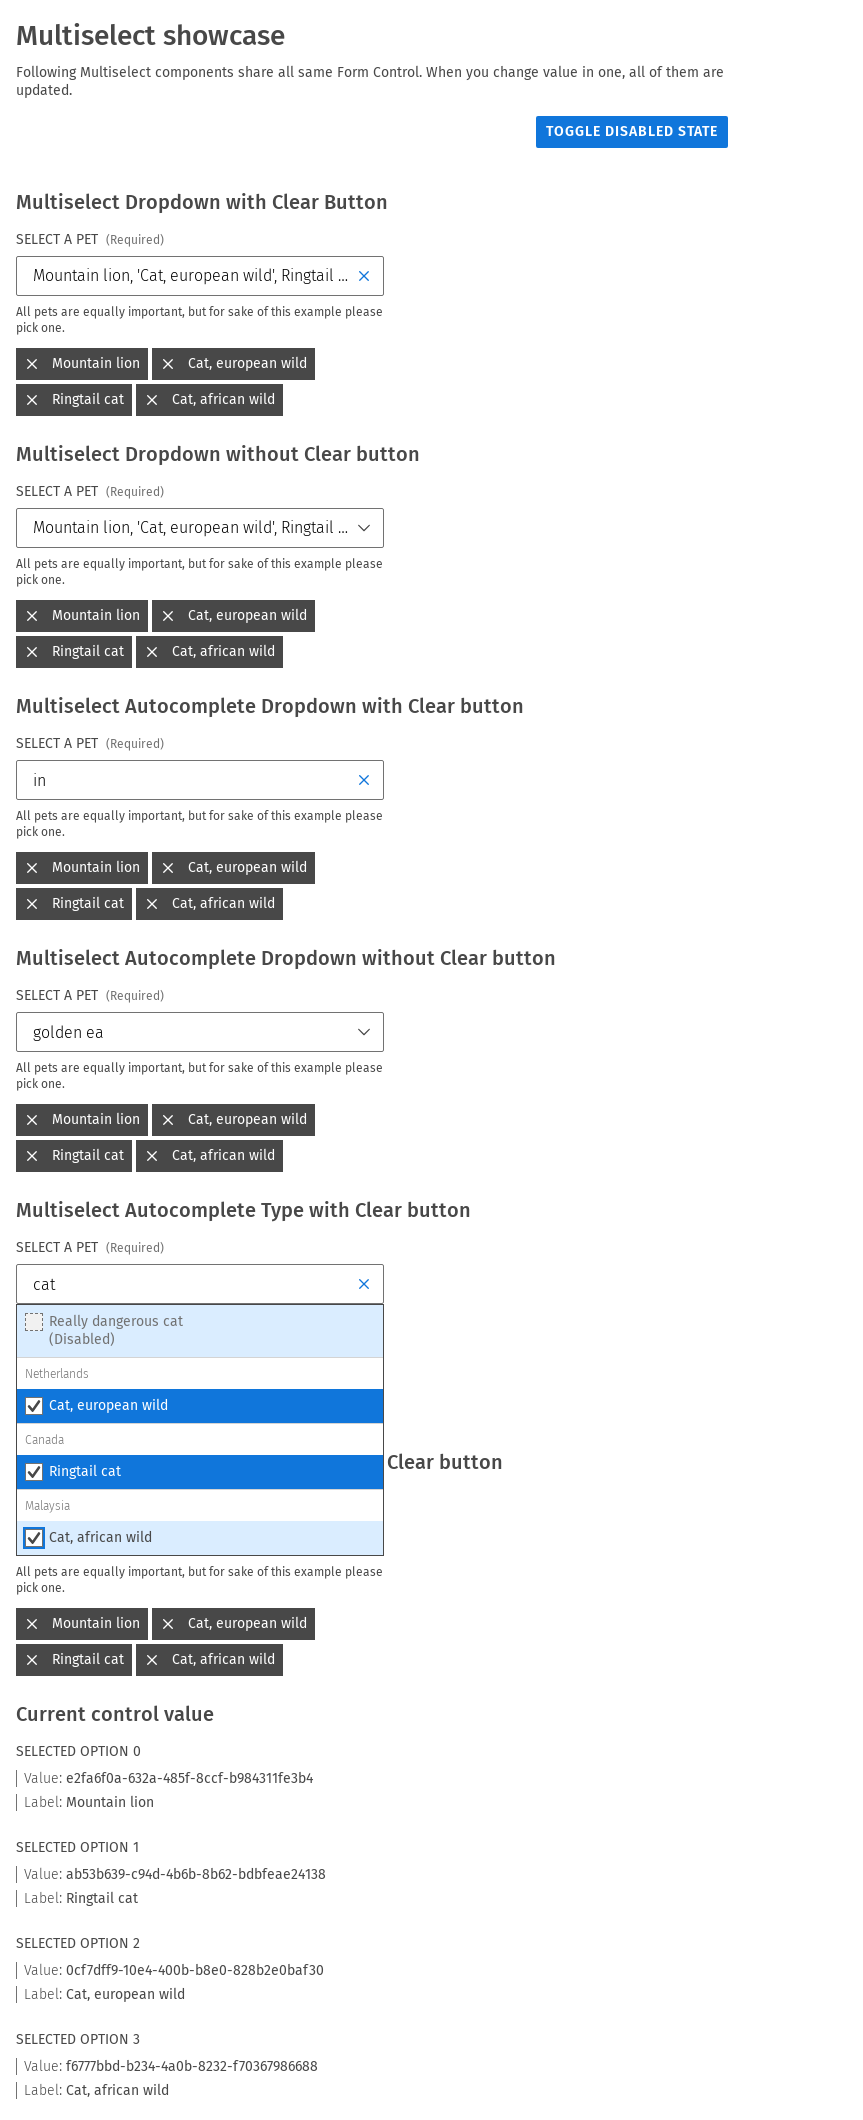 Multiselect showcase
Following Multiselect components share all same Form Control. When you change value in one, all of them are
updated.
TOGGLE DISABLED STATE
Multiselect Dropdown with Clear Button
SELECT A PET (Required)
Mountain lion, 'Cat, european wild', Ringtail ...
All pets are equally important, but for sake of this example please
pick one.
Mountain lion Cat, european wild
Ringtail cat Cat, african wild
Multiselect Dropdown without Clear button
SELECT A PET (Required)
Mountain lion, 'Cat, european wild', Ringtail ...
All pets are equally important, but for sake of this example please
pick one.
Mountain lion Cat, european wild
Ringtail cat Cat, african wild
Multiselect Autocomplete Dropdown with Clear button
SELECT A PET (Required)
in
All pets are equally important, but for sake of this example please
pick one.
Mountain lion Cat, european wild
Ringtail cat Cat, african wild
Multiselect Autocomplete Dropdown without Clear button
SELECT A PET (Required)
golden ea
All pets are equally important, but for sake of this example please
pick one.
Mountain lion Cat, european wild
Ringtail cat Cat, african wild
Multiselect Autocomplete Type with Clear button
SELECT A PET (Required)
cat
Really dangerous cat
(Disabled)
Netherlands
Cat, european wild
Canada
Clear button
Ringtail cat
Malaysia
Cat, african wild
All pets are equally important, but for sake of this example please
pick one.
Mountain lion Cat, european wild
Ringtail cat Cat, african wild
Current control value
SELECTED OPTION 0
Value: e2fa6f0a-632a-485f-8ccf-b984311fe3b4
Label: Mountain lion
SELECTED OPTION 1
Value: ab53b639-c94d-4b6b-8b62-bdbfeae24138
Label: Ringtail cat
SELECTED OPTION 2
Value: 0cf7dff9-10e4-400b-b8e0-828b2e0baf30
Label: Cat, european wild
SELECTED OPTION 3
Value: f6777bbd-b234-4a0b-8232-f70367986688
Label: Cat, african wild